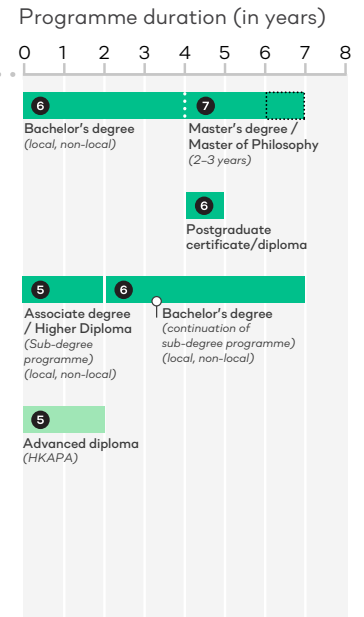 Programme duration (in years)
0 1 2 3 4 5 6 7 8
6 7
Bachelor's degree
(local, non-local)
Master's degree /
Master of Philosophy
(2–3 years)
6
Postgraduate
certificate/diploma
5 6
Associate degree
/ Higher Diploma
(Sub-degree
programme)
(local, non-local)
Bachelor's degree
(continuation of
sub-degree programme)
(local, non-local)
5
Advanced diploma
(HKAPA)